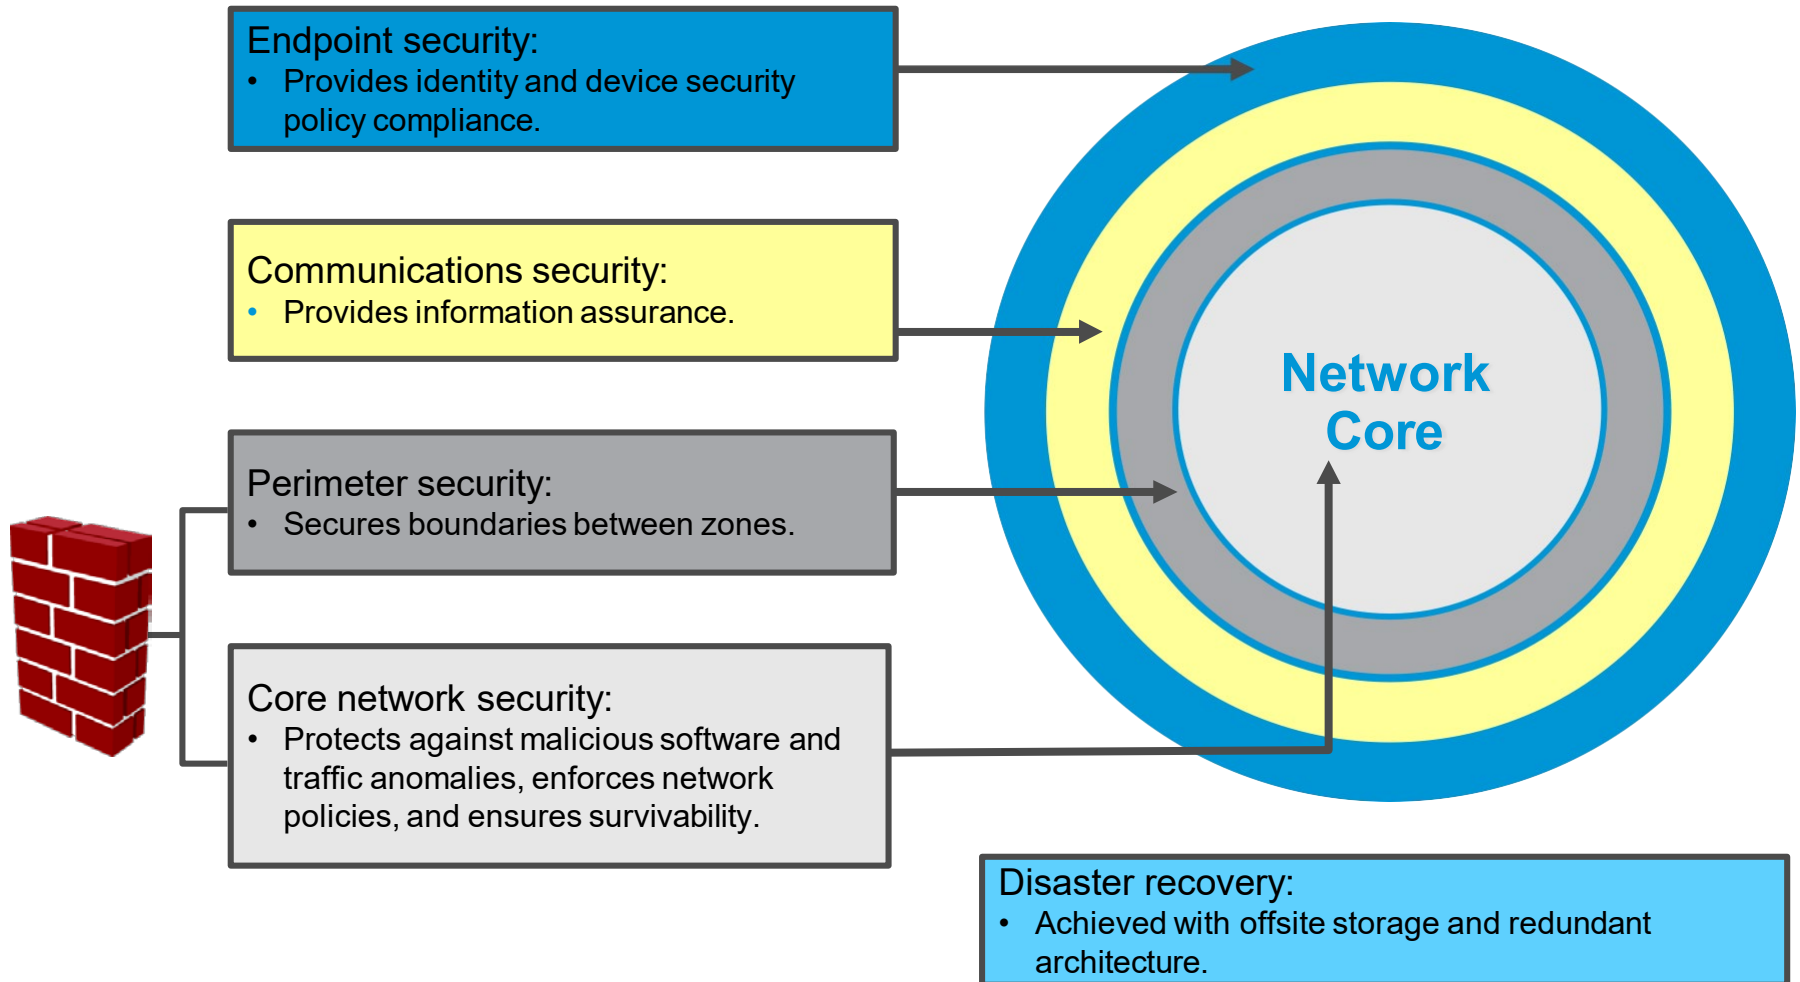 Endpoint security:
• Provides identity and device security
policy compliance.
Communications security:
• Provides information assurance.
Perimeter security:
• Secures boundaries between zones.
Core network security:
• Protects against malicious software and
traffic anomalies, enforces network
policies, and ensures survivability.
Network
Core
Disaster recovery:
• Achieved with offsite storage and redundant
architecture.